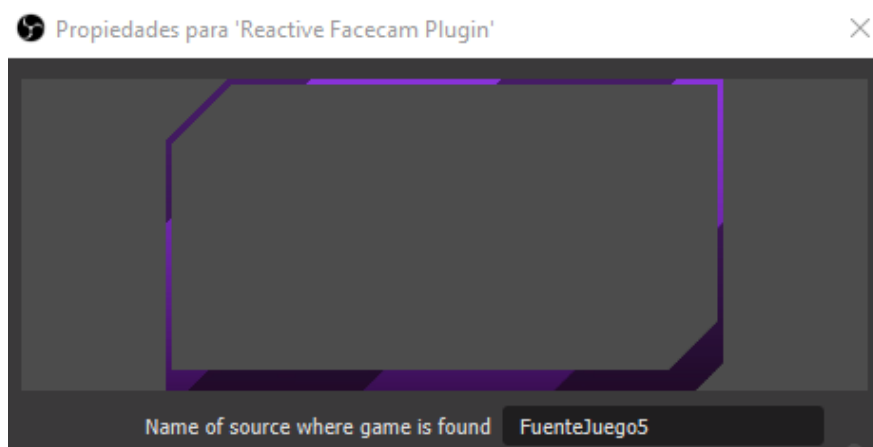 Propiedades para 'Reactive Facecam Plugin'
Name of source where game is found FuenteJuego5